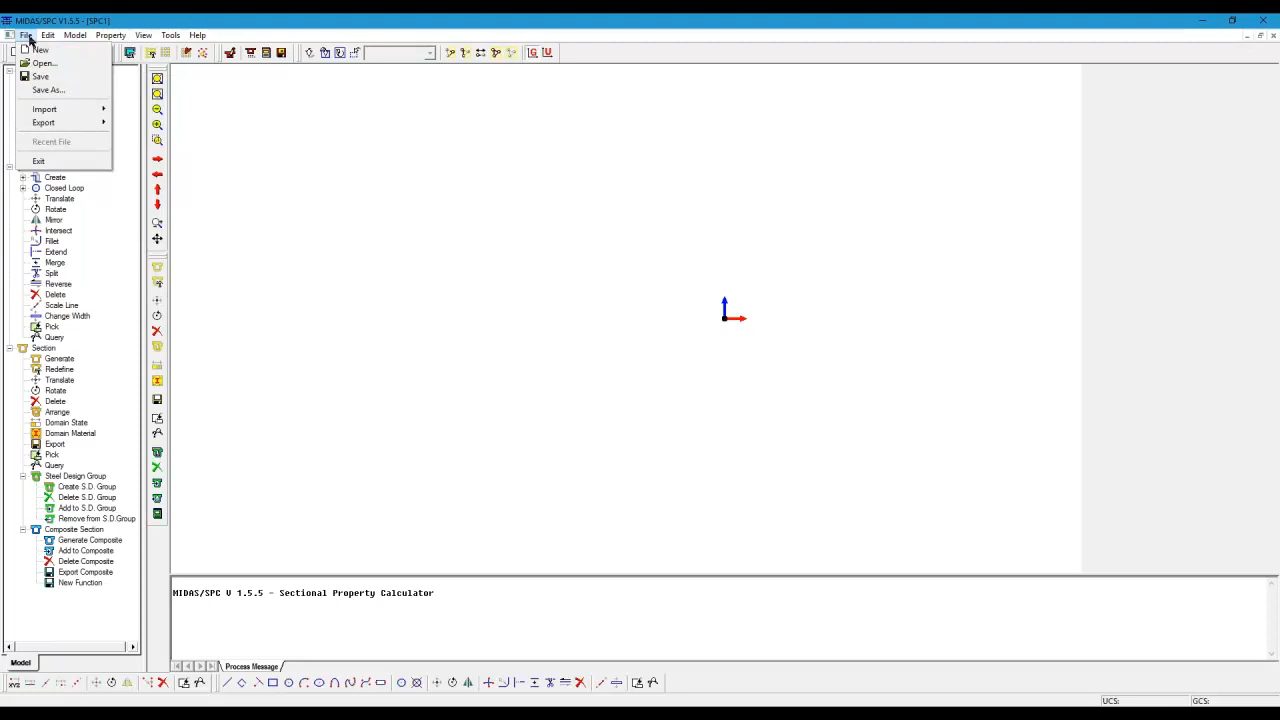 MIDAS/SPC V1.5.5 - [SPC1]
File Edit Model Property View Tools Help
New
Open...
Save
Save As...
Import
Export
Recent File
Exit
Create
Closed Loop
Translate
Rotate
Mirror
Intersect
Fillet
Extend
Merge
Split
Reverse
Delete
Scale Line
Change Width
Pick
Query
Section
Generate
Redefine
Translate
Rotate
Delete
Arrange
Domain State
Domain Material
Export
Pick
Query
Steel Design Group
Create S.D. Group
Delete S.D. Group
Add to S.D. Group
Remove from S.D.Group
Composite Section
Generate Composite
Add to Composite
Delete Composite
Export Composite
New Function
Model
MIDAS/SPC V 1.5.5 - Sectional Property Calculator
Process Message
UCS: GCS: